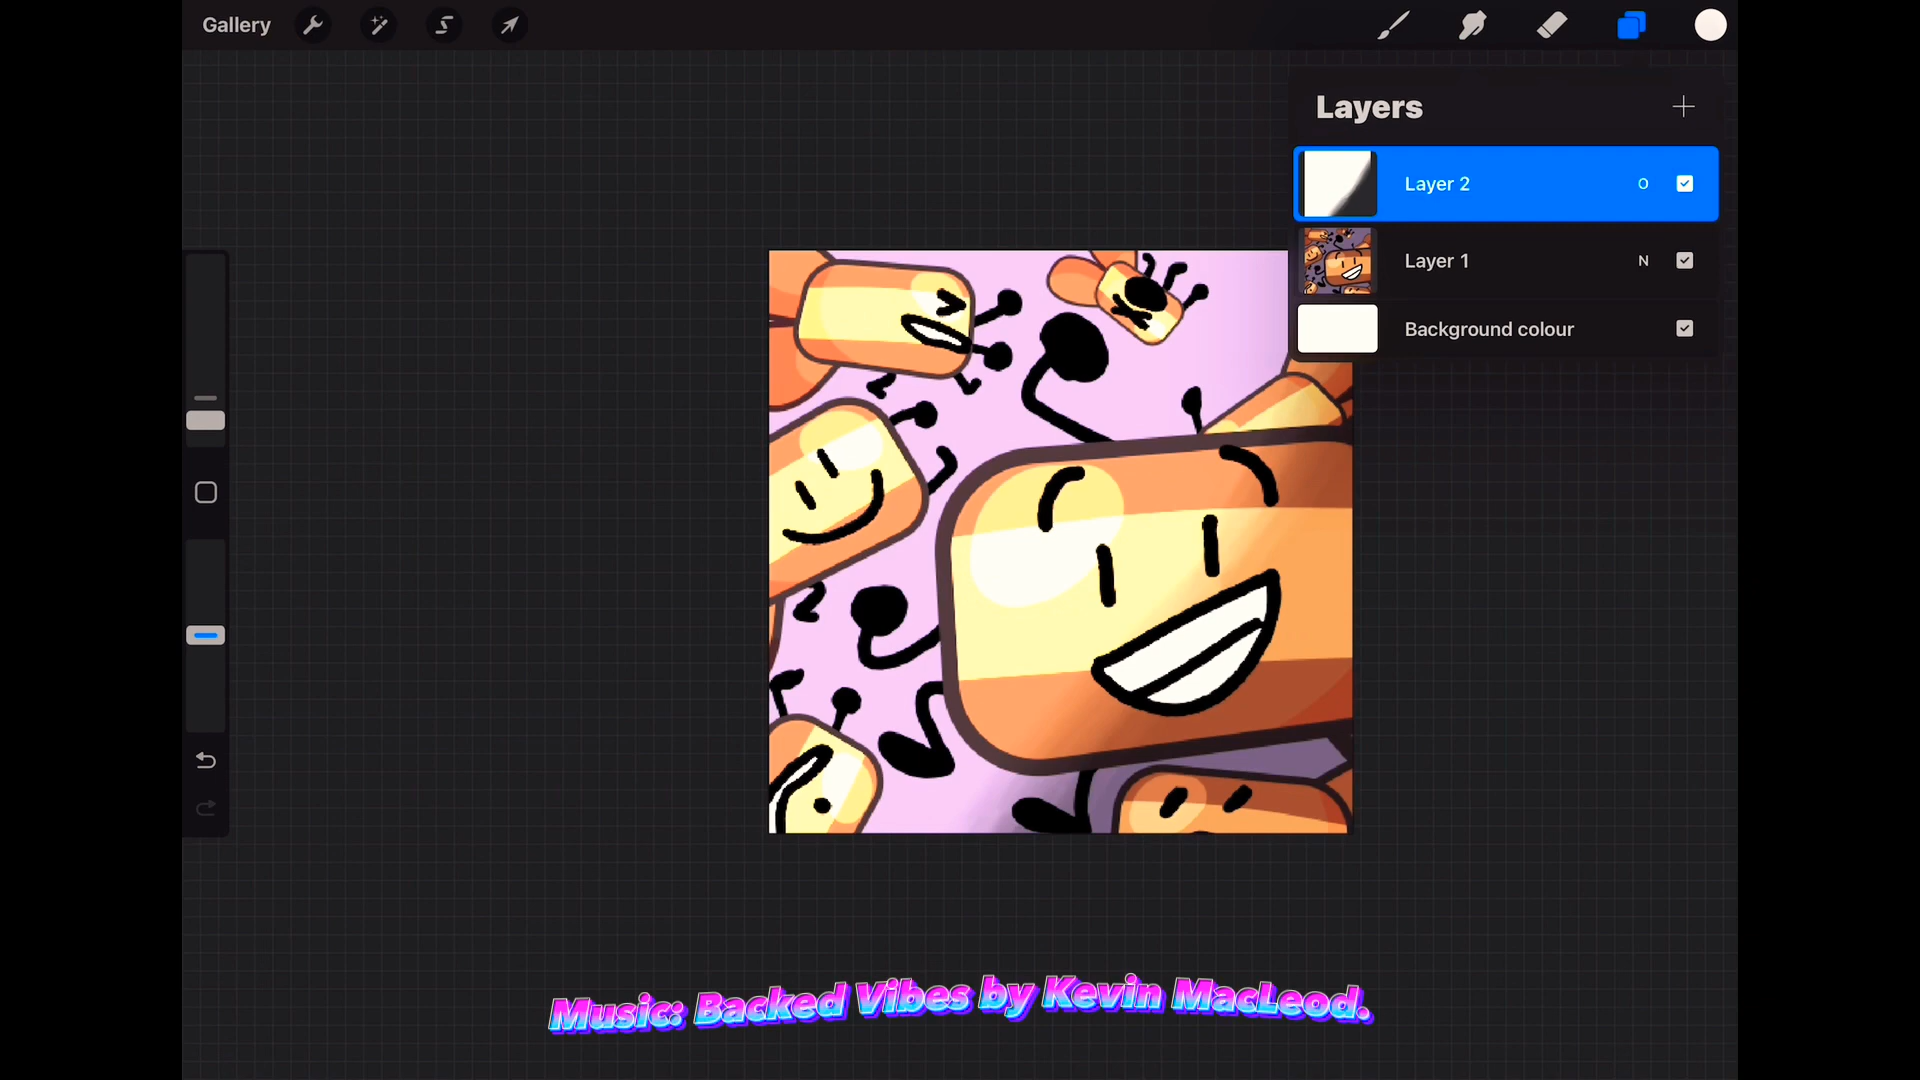 Gallery
Layers
Layer 2 O
Layer 1 N
Background colour
Music: Backed Vibes by Kevin MacLeod.